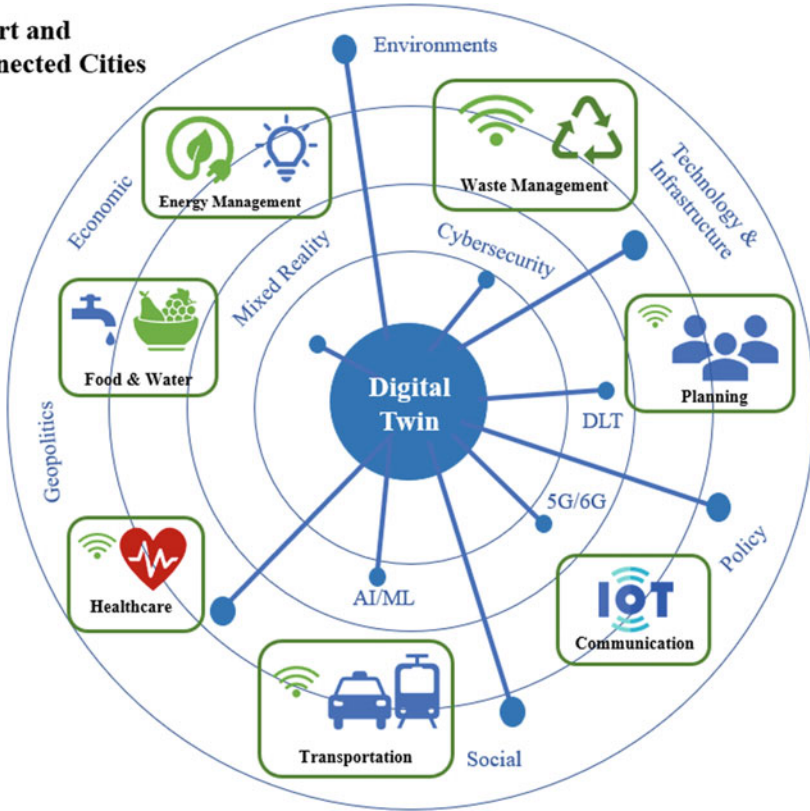 rt and
nected Cities
Environments
Energy Management
Waste Management
Technology &
Infrastructure
Economic
Mixed Reality
Cybersecurity
Food & Water
Digital
Twin
Planning
DLT
Geopolitics
5G/6G
Policy
Healthcare
AI/ML
IOT
Communication
Transportation
Social